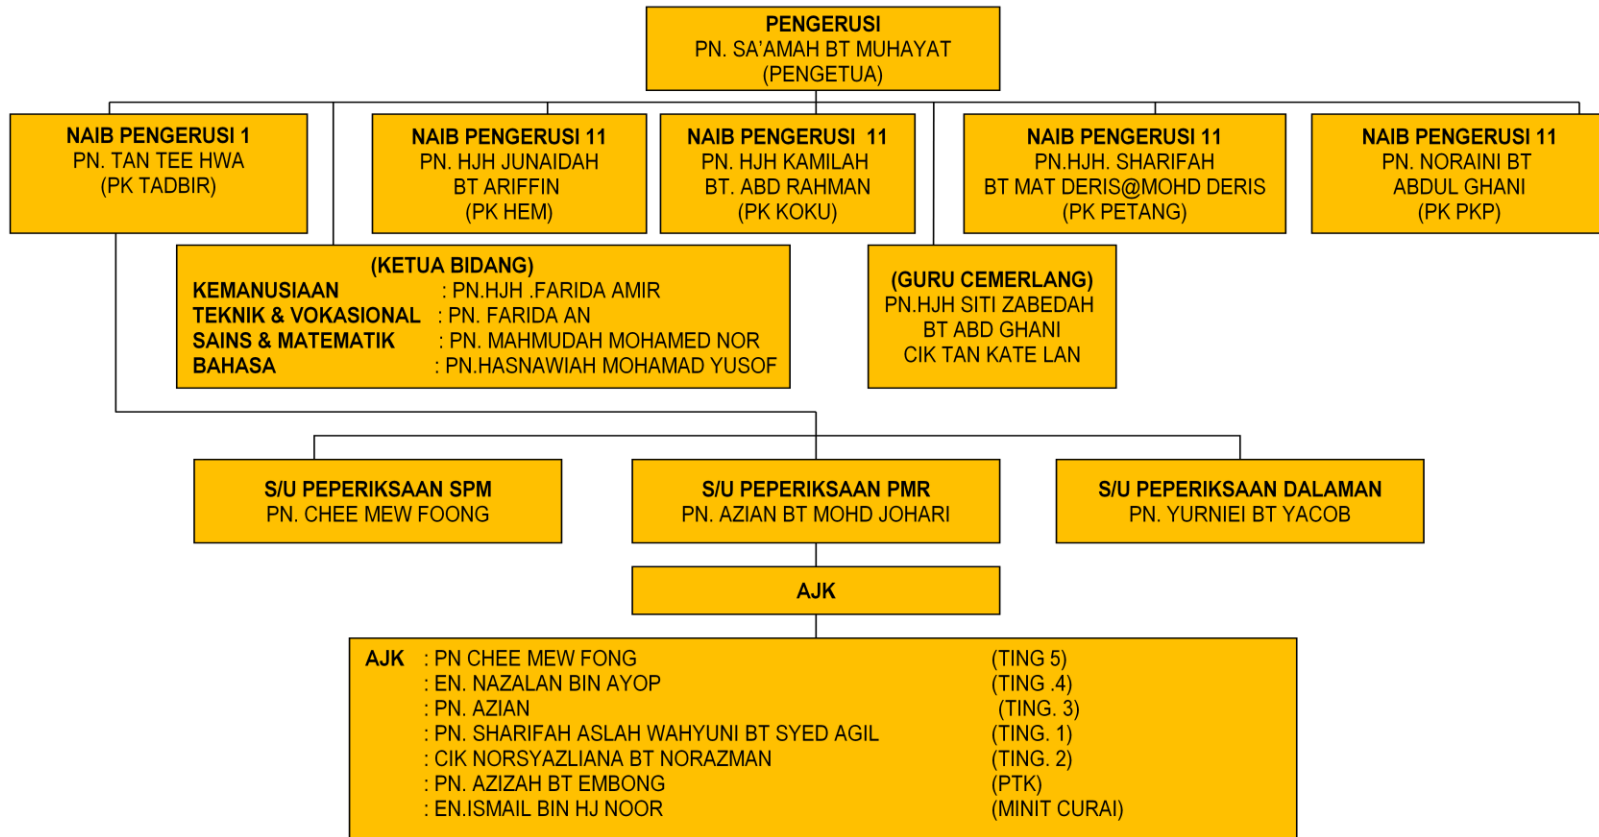 PENGERUSI
PN. SA'AMAH BT MUHAYAT
(PENGETUA)
NAIB PENGERUSI 1
PN. TAN TEE HWA
(PK TADBIR)
NAIB PENGERUSI 11
PN. HJH JUNAIDAH
BT ARIFFIN
(PK HEM)
NAIB PENGERUSI 11
PN. HJH KAMILAH
BT. ABD RAHMAN
(PK KOKU)
NAIB PENGERUSI 11
PN.HJH. SHARIFAH
BT MAT DERIS@MOHD DERIS
(PK PETANG)
NAIB PENGERUSI 11
PN. NORAINI BT
ABDUL GHANI
(PK PKP)
(KETUA BIDANG)
KEMANUSIAAN : PN.HJH .FARIDA AMIR
TEKNIK & VOKASIONAL : PN. FARIDA AN
SAINS & MATEMATIK : PN. MAHMUDAH MOHAMED NOR
BAHASA : PN.HASNAWIAH MOHAMAD YUSOF
(GURU CEMERLANG)
PN.HJH SITI ZABEDAH
BT ABD GHANI
CIK TAN KATE LAN
S/U PEPERIKSAAN SPM
PN. CHEE MEW FOONG
S/U PEPERIKSAAN PMR
PN. AZIAN BT MOHD JOHARI
S/U PEPERIKSAAN DALAMAN
PN. YURNIEI BT YACOB
AJK
AJK : PN CHEE MEW FONG (TING 5)
: EN. NAZALAN BIN AYOP (TING .4)
: PN. AZIAN (TING. 3)
: PN. SHARIFAH ASLAH WAHYUNI BT SYED AGIL (TING. 1)
: CIK NORSYAZLIANA BT NORAZMAN (TING. 2)
: PN. AZIZAH BT EMBONG (PTK)
: EN.ISMAIL BIN HJ NOOR (MINIT CURAI)